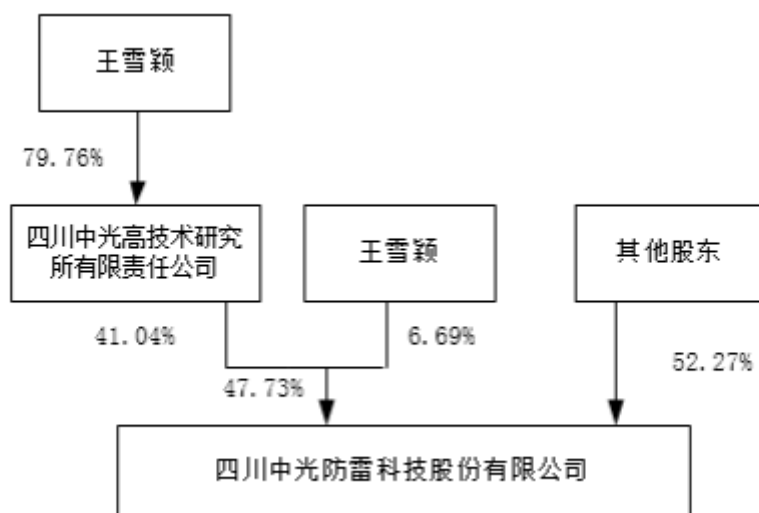 王雪颖
79.76%
四川中光高技术研究
所有限责任公司
王雪颖
其他股东
41.04%
6.69%
52.27%
47.73%
四川中光防雷科技股份有限公司